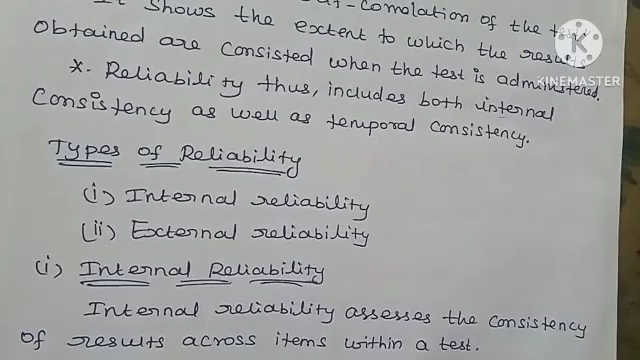 It shows the extent to which the results
obtained are consisted when the test is administered.
*. Reliability thus, includes both internal
Consistency as well as temporal consistency.
Types of Reliability
(i) Internal reliability
(ii) External reliability
(i) Internal Reliability
Internal reliability assesses the consistency
of results across items within a test.
KINEMASTER